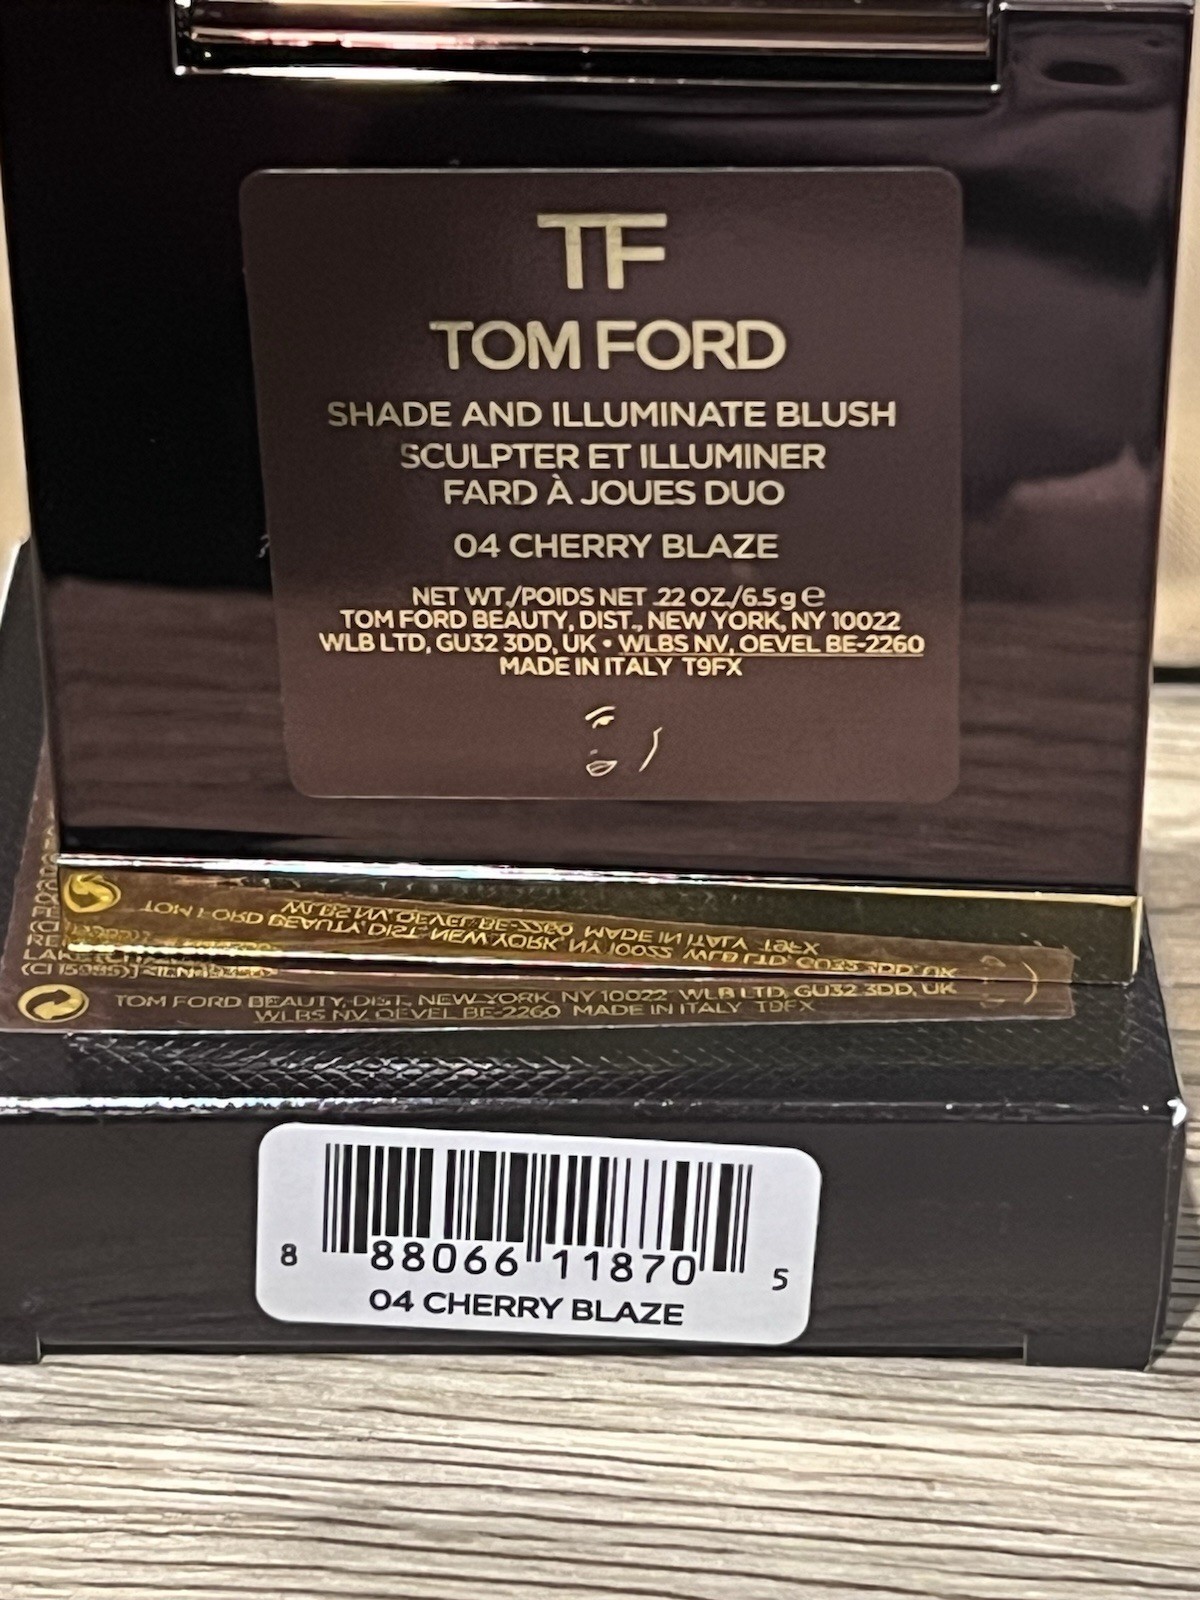 TF
TOM FORD
SHADE AND ILLUMINATE BLUSH
SCULPTER ET ILLUMINER
FARD À JOUES DUO
04 CHERRY BLAZE
NET WT./POIDS NET .22 OZ./6.5 g ℮
TOM FORD BEAUTY, DIST., NEW YORK, NY 10022
WLB LTD, GU32 3DD, UK • WLBS NV, OEVEL BE-2260
MADE IN ITALY T9FX
TOM FORD BEAUTY, DIST., NEW YORK, NY 10022 WLB LTD, GU32 3DD, UK
WLBS NV, OEVEL BE-2260 MADE IN ITALY
8 88066 11870 5
04 CHERRY BLAZE